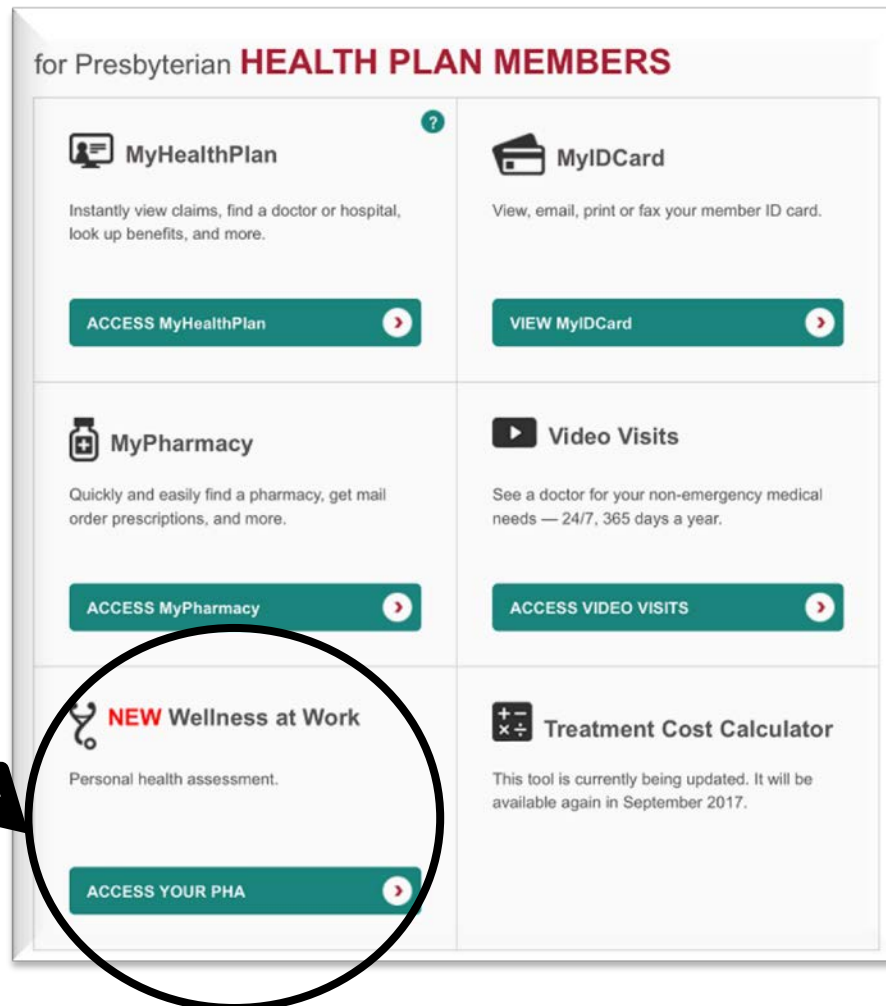 for Presbyterian HEALTH PLAN MEMBERS
?
MyHealthPlan
Instantly view claims, find a doctor or hospital,
look up benefits, and more.
ACCESS MyHealthPlan
MyIDCard
View, email, print or fax your member ID card.
VIEW MyIDCard
MyPharmacy
Quickly and easily find a pharmacy, get mail
order prescriptions, and more.
ACCESS MyPharmacy
Video Visits
See a doctor for your non-emergency medical
needs — 24/7, 365 days a year.
ACCESS VIDEO VISITS
NEW Wellness at Work
Personal health assessment.
ACCESS YOUR PHA
Treatment Cost Calculator
This tool is currently being updated. It will be
available again in September 2017.